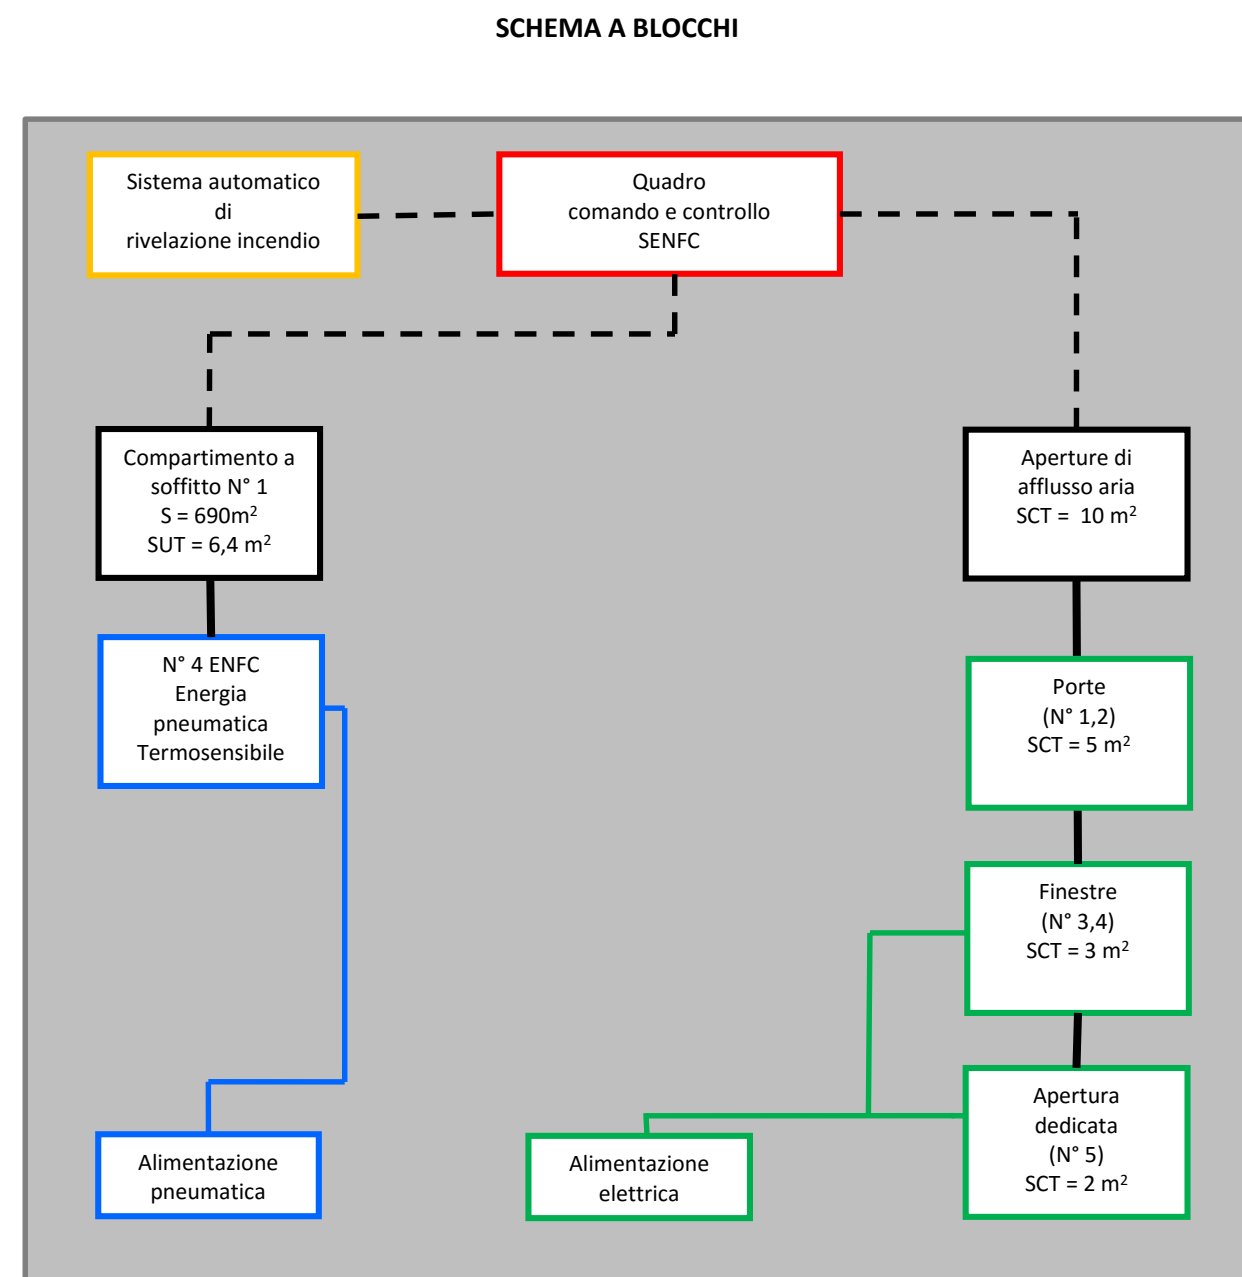 SCHEMA A BLOCCHI
Sistema automatico
di
rivelazione incendio
Quadro
comando e controllo
SENFC
Compartimento a
soffitto N° 1
S = 690m²
SUT = 6,4 m²
Aperture di
afflusso aria
SCT = 10 m²
N° 4 ENFC
Energia
pneumatica
Termosensibile
Porte
(N° 1,2)
SCT = 5 m²
Finestre
(N° 3,4)
SCT = 3 m²
Apertura
dedicata
(N° 5)
SCT = 2 m²
Alimentazione
pneumatica
Alimentazione
elettrica